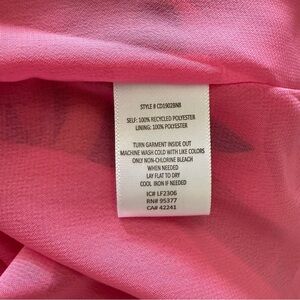 STYLE # CD1902BNB
SELF: 100% RECYCLED POLYESTER
LINING: 100% POLYESTER
TURN GARMENT INSIDE OUT
MACHINE WASH COLD WITH LIKE COLORS
ONLY NON-CHLORINE BLEACH
WHEN NEEDED
LAY FLAT TO DRY
COOL IRON IF NEEDED
IC# LF2306
RN# 95377
CA# 42241